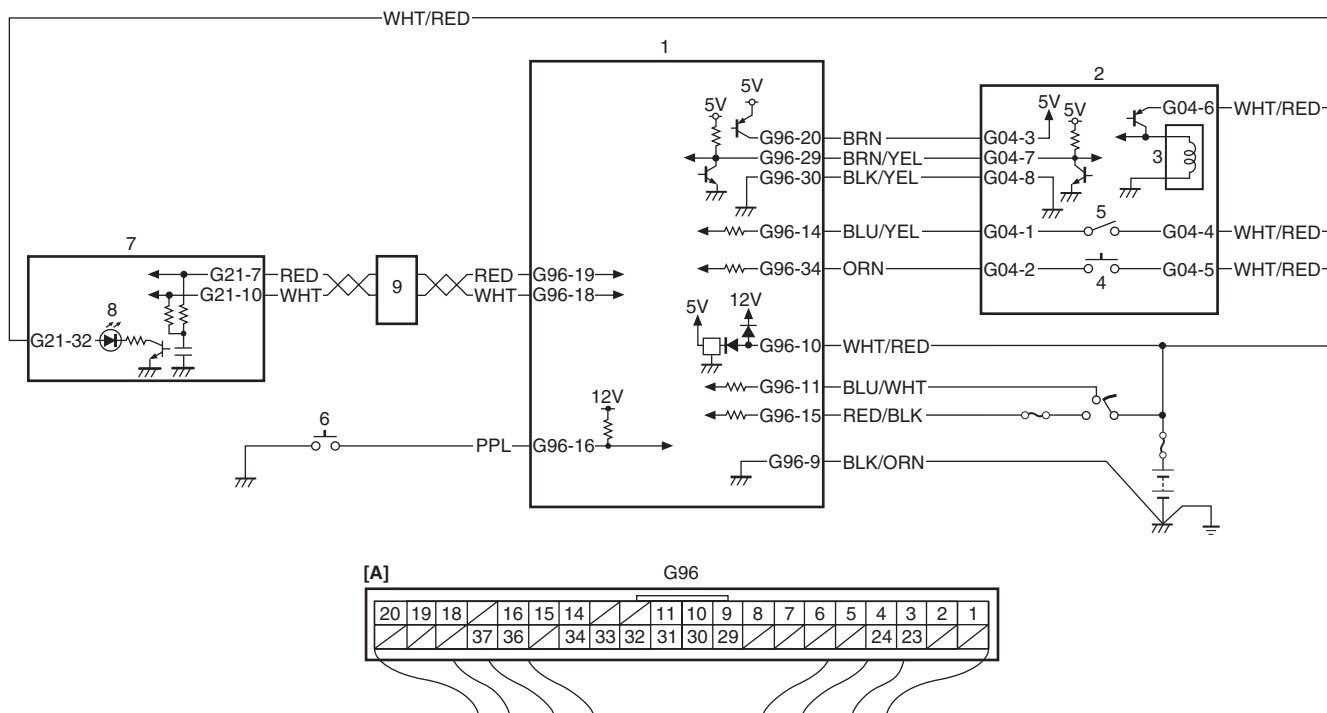 WHT/RED
1
2
5V
5V
G96-20 BRN G04-3
5V
5V
G04-6 WHT/RED
G96-29 BRN/YEL G04-7
3
G96-30 BLK/YEL G04-8
5
G96-14 BLU/YEL G04-1 G04-4 WHT/RED
7
G21-7 RED RED G96-19
G96-34 ORN G04-2 G04-5 WHT/RED
4
9
G21-10 WHT WHT G96-18
8
5V
12V
G21-32
G96-10 WHT/RED
G96-11 BLU/WHT
12V
G96-15 RED/BLK
6
PPL G96-16
G96-9 BLK/ORN
[A] G96
20 19 18 16 15 14 11 10 9 8 7 6 5 4 3 2 1
37 36 34 33 32 31 30 29 24 23